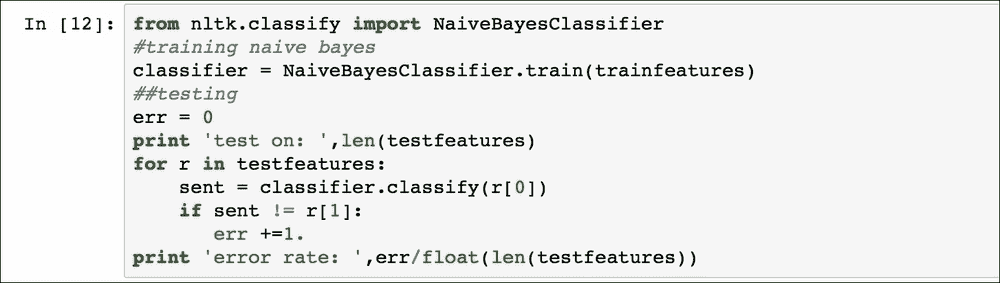 In [12]: from nltk.classify import NaiveBayesClassifier
#training naive bayes
classifier = NaiveBayesClassifier.train(trainfeatures)
##testing
err = 0
print 'test on: ',len(testfeatures)
for r in testfeatures:
    sent = classifier.classify(r[0])
    if sent != r[1]:
       err +=1.
print 'error rate: ',err/float(len(testfeatures))